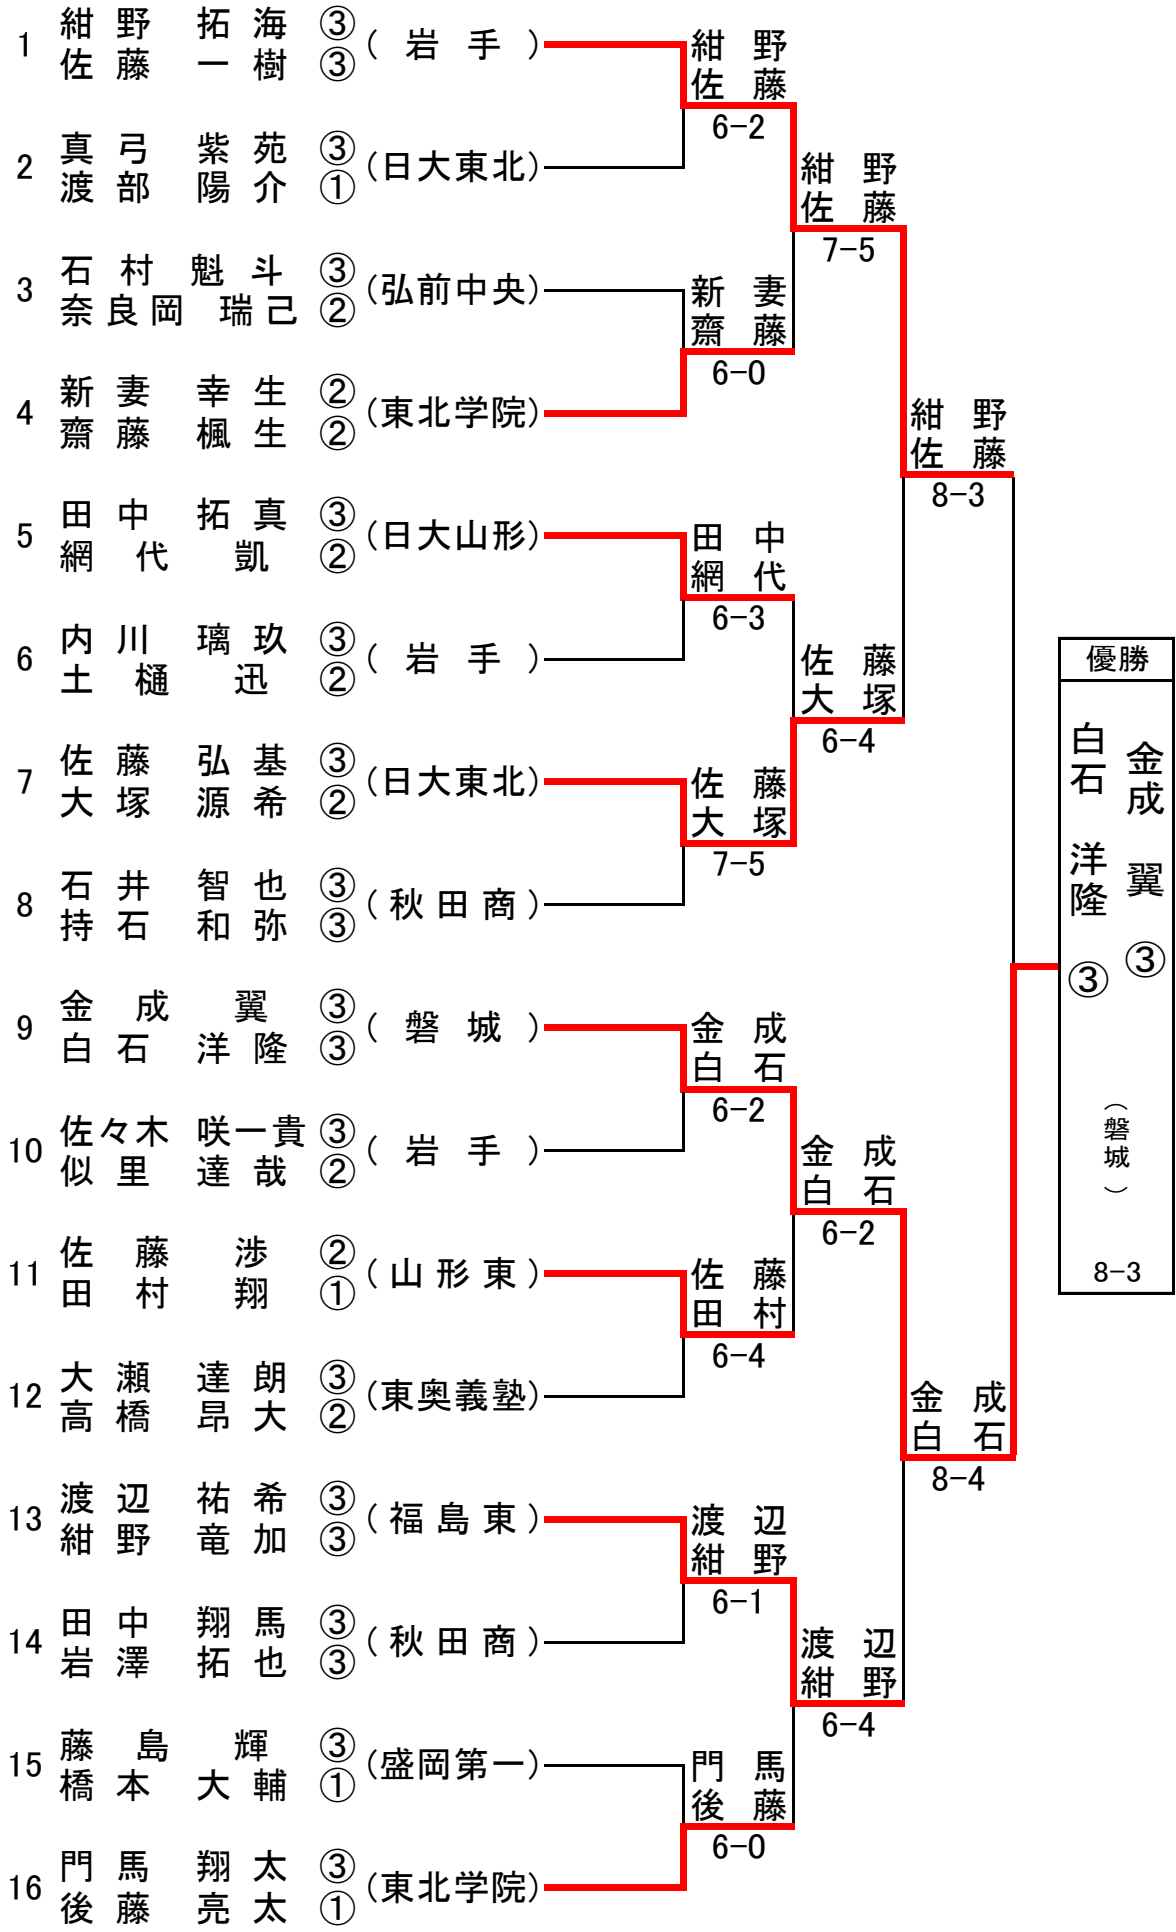 1 紺野 拓海 ③ (岩手)
佐藤 一樹 ③
2 真弓 紫苑 ③ (日大東北)
渡部 陽介 ①
3 石村 魁斗 ③ (弘前中央)
奈良岡 瑞己 ②
4 新妻 幸生 ② (東北学院)
齋藤 楓生 ②
5 田中 拓真 ③ (日大山形)
網代 凱 ②
6 内川 璃玖 ③ (岩手)
土樋 迅 ②
7 佐藤 弘基 ③ (日大東北)
大塚 源希 ②
8 石井 智也 ③ (秋田商)
持石 和弥 ③
9 金成 翼 ③ (磐城)
白石 洋隆 ③
10 佐々木 咲一貴 ③ (岩手)
似里 達哉 ②
11 佐藤 渉 ② (山形東)
田村 翔 ①
12 大瀬 達朗 ③ (東奥義塾)
高橋 昂大 ②
13 渡辺 祐希 ③ (福島東)
紺野 竜加 ③
14 田中 翔馬 ③ (秋田商)
岩澤 拓也 ③
15 藤島 輝 ③ (盛岡第一)
橋本 大輔 ①
16 門馬 翔太 ③ (東北学院)
後藤 亮太 ①
紺野
佐藤
6-2
新妻
齋藤
6-0
田中
網代
6-3
佐藤
大塚
7-5
金成
白石
6-2
佐藤
田村
6-4
渡辺
紺野
6-1
門馬
後藤
6-0
紺野
佐藤
7-5
佐藤
大塚
6-4
金成
白石
6-2
渡辺
紺野
6-4
紺野
佐藤
8-3
金成
白石
8-4
優勝
金成 翼 ③
白石 洋隆 ③
(磐城)
8-3